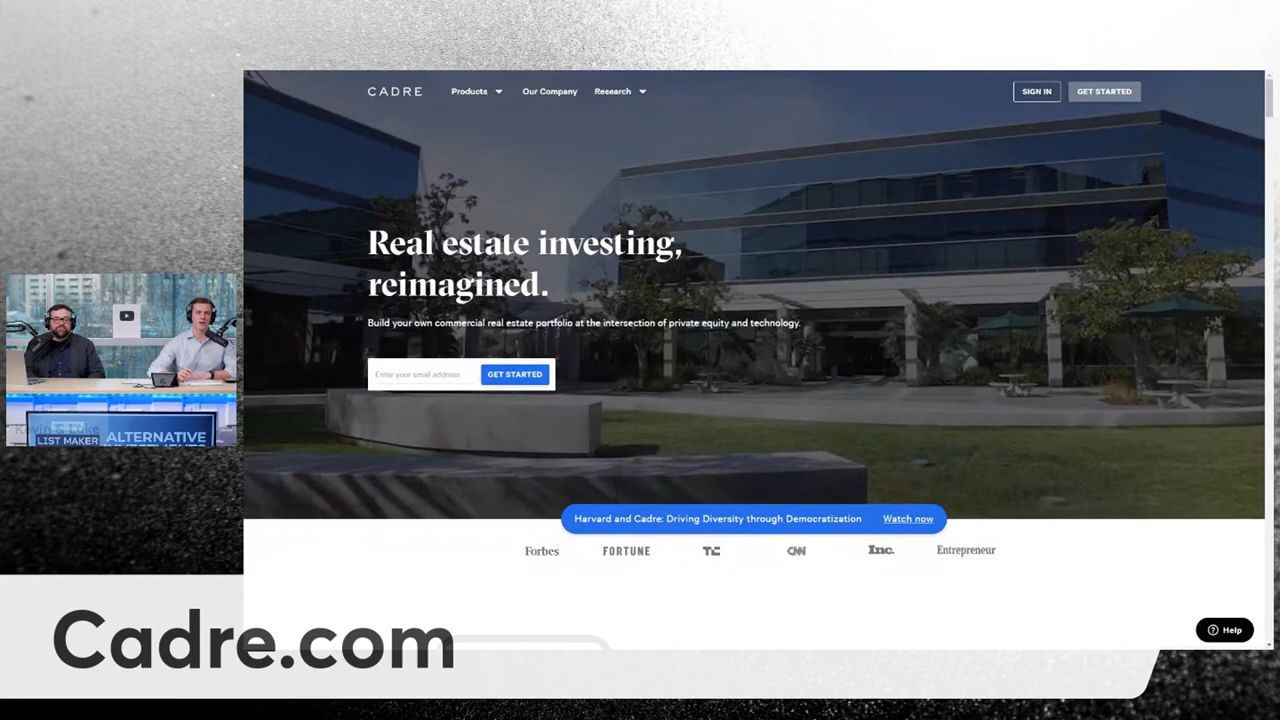 CADRE
Products
Our Company
Research
SIGN IN
GET STARTED
Real estate investing,
reimagined.
Build your own commercial real estate portfolio at the intersection of private equity and technology.
Enter your email address
GET STARTED
Kevin & Luke
LIST MAKER
ALTERNATIVE
Harvard and Cadre: Driving Diversity through Democratization
Watch now
Forbes
FORTUNE
TC
CNN
Inc.
Entrepreneur
Help
Cadre.com